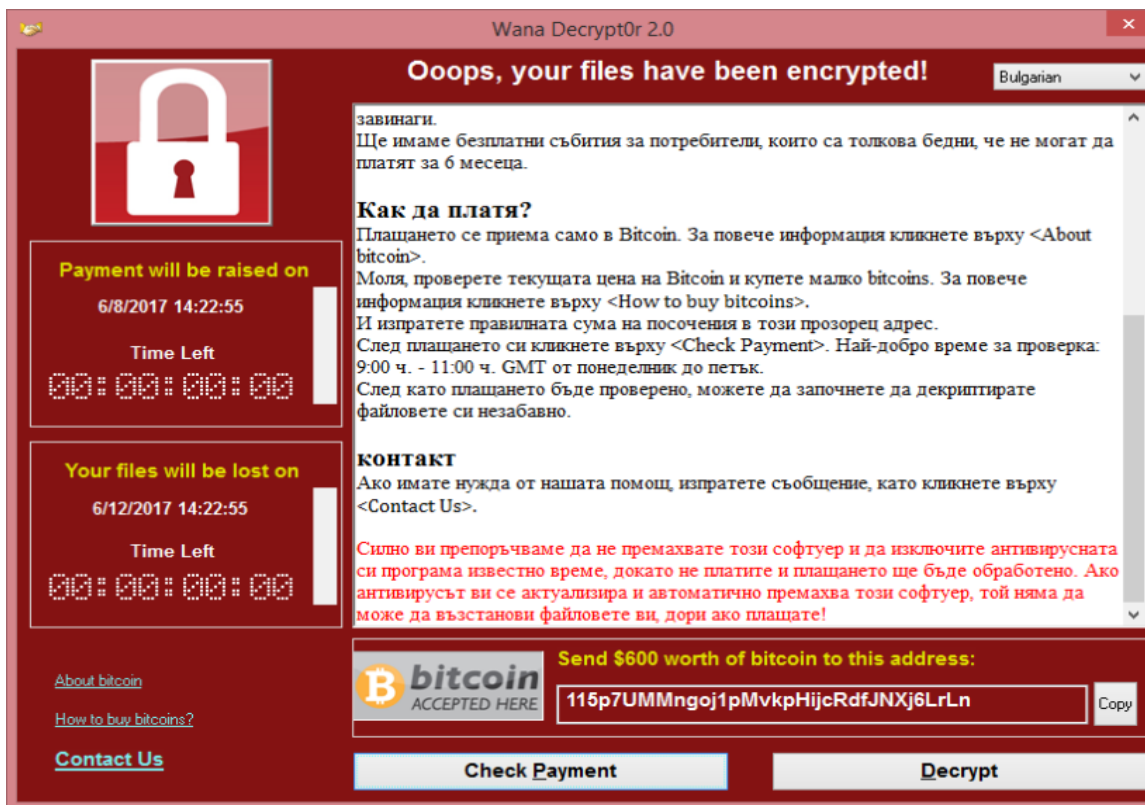 Wana Decrypt0r 2.0
Ooops, your files have been encrypted!
Bulgarian
завинаги.
Ще имаме безплатни събития за потребители, които са толкова бедни, че не могат да
платят за 6 месеца.
Как да платя?
Плащането се приема само в Bitcoin. За повече информация кликнете върху <About
bitcoin>.
Моля, проверете текущата цена на Bitcoin и купете малко bitcoins. За повече
информация кликнете върху <How to buy bitcoins>.
И изпратете правилната сума на посочения в този прозорец адрес.
След плащането си кликнете върху <Check Payment>. Най-добро време за проверка:
9:00 ч. - 11:00 ч. GMT от понеделник до петък.
След като плащането бъде проверено, можете да започнете да декриптирате
файловете си незабавно.
контакт
Ако имате нужда от нашата помощ, изпратете съобщение, като кликнете върху
<Contact Us>.
Силно ви препоръчваме да не премахвате този софтуер и да изключите антивирусната
си програма известно време, докато не платите и плащането ще бъде обработено. Ако
антивирусът ви се актуализира и автоматично премахва този софтуер, той няма да
може да възстанови файловете ви, дори ако плащате!
Payment will be raised on
6/8/2017 14:22:55
Time Left
00:00:00:00
Your files will be lost on
6/12/2017 14:22:55
Time Left
00:00:00:00
About bitcoin
How to buy bitcoins?
Contact Us
bitcoin
ACCEPTED HERE
Send $600 worth of bitcoin to this address:
115p7UMMngoj1pMvkpHijcRdfJNXj6LrLn
Copy
Check Payment
Decrypt